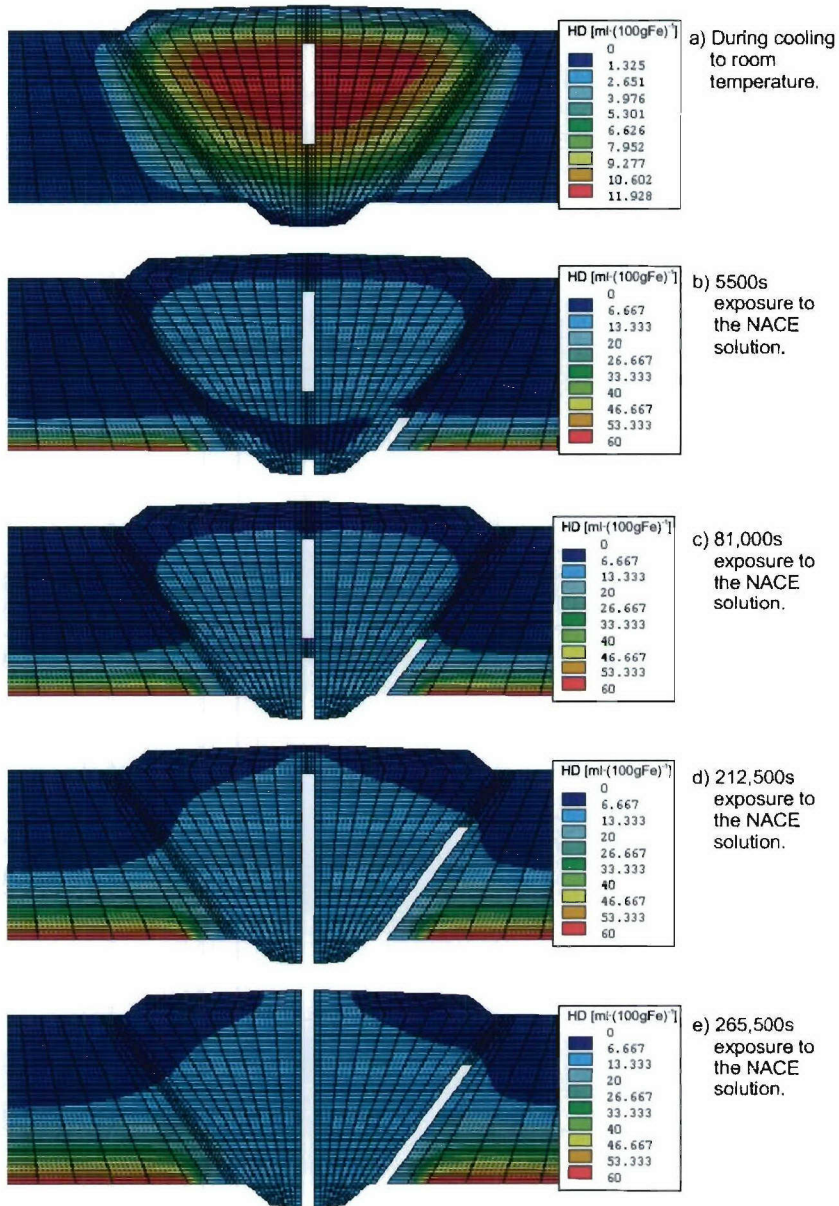 HD [ml·(100gFe)⁻¹]
0
1.325
2.651
3.976
5.301
6.626
7.952
9.277
10.602
11.928
a) During cooling
to room
temperature.
HD [ml·(100gFe)⁻¹]
0
6.667
13.333
20
26.667
33.333
40
46.667
53.333
60
b) 5500s
exposure to
the NACE
solution.
HD [ml·(100gFe)⁻¹]
0
6.667
13.333
20
26.667
33.333
40
46.667
53.333
60
c) 81,000s
exposure to
the NACE
solution.
HD [ml·(100gFe)⁻¹]
0
6.667
13.333
20
26.667
33.333
40
46.667
53.333
60
d) 212,500s
exposure to
the NACE
solution.
HD [ml·(100gFe)⁻¹]
0
6.667
13.333
20
26.667
33.333
40
46.667
53.333
60
e) 265,500s
exposure to
the NACE
solution.